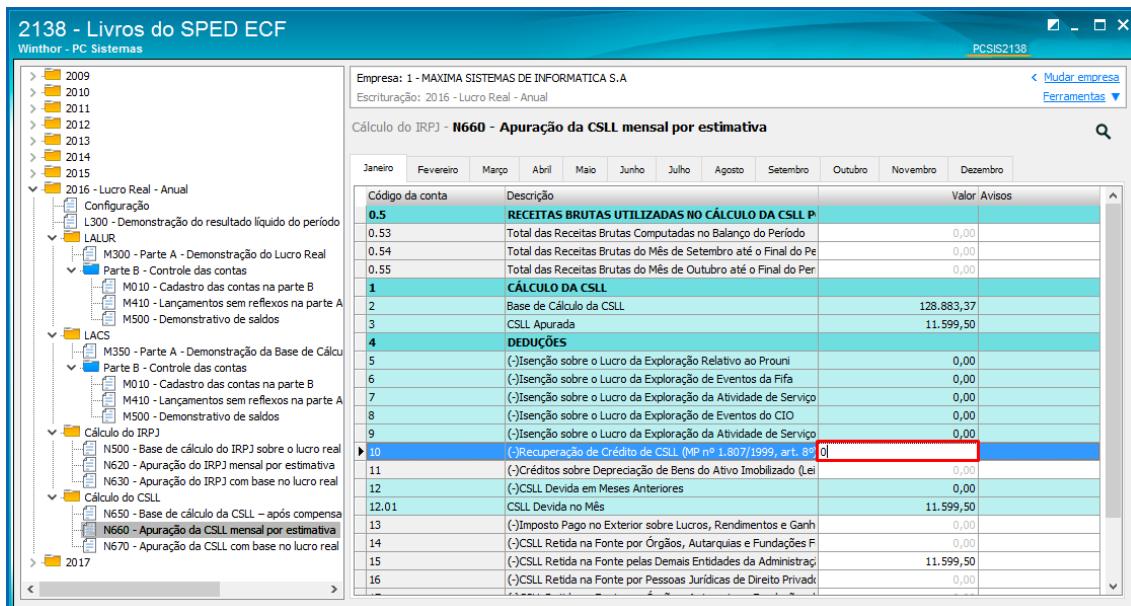 2138 - Livros do SPED ECF
Winthor - PC Sistemas
PCSIS2138
2009
2010
2011
2012
2013
2014
2015
2016 - Lucro Real - Anual
Configuração
L300 - Demonstração do resultado líquido do período
LALUR
M300 - Parte A - Demonstração do Lucro Real
Parte B - Controle das contas
M010 - Cadastro das contas na parte B
M410 - Lançamentos sem reflexos na parte A
M500 - Demonstrativo de saldos
LACS
M350 - Parte A - Demonstração da Base de Cálcu
Parte B - Controle das contas
M010 - Cadastro das contas na parte B
M410 - Lançamentos sem reflexos na parte A
M500 - Demonstrativo de saldos
Cálculo do IRPJ
N500 - Base de cálculo do IRPJ sobre o lucro real
N620 - Apuração do IRPJ mensal por estimativa
N630 - Apuração do IRPJ com base no lucro real
Cálculo do CSLL
N650 - Base de cálculo da CSLL – após compensa
N660 - Apuração da CSLL mensal por estimativa
N670 - Apuração da CSLL com base no lucro real
2017
Empresa: 1 - MAXIMA SISTEMAS DE INFORMATICA S.A < Mudar empresa
Escrituração: 2016 - Lucro Real - Anual Ferramentas
Cálculo do IRPJ - N660 - Apuração da CSLL mensal por estimativa
Janeiro Fevereiro Março Abril Maio Junho Julho Agosto Setembro Outubro Novembro Dezembro
Código da conta Descrição Valor Avisos
0.5 RECEITAS BRUTAS UTILIZADAS NO CÁLCULO DA CSLL P
0.53 Total das Receitas Brutas Computadas no Balanço do Período 0,00
0.54 Total das Receitas Brutas do Mês de Setembro até o Final do Pe 0,00
0.55 Total das Receitas Brutas do Mês de Outubro até o Final do Per 0,00
1 CÁLCULO DA CSLL
2 Base de Cálculo da CSLL 128.883,37
3 CSLL Apurada 11.599,50
4 DEDUÇÕES
5 (-)Isenção sobre o Lucro da Exploração Relativo ao Prouni 0,00
6 (-)Isenção sobre o Lucro da Exploração de Eventos da Fifa 0,00
7 (-)Isenção sobre o Lucro da Exploração da Atividade de Serviço 0,00
8 (-)Isenção sobre o Lucro da Exploração de Eventos do CIO 0,00
9 (-)Isenção sobre o Lucro da Exploração da Atividade de Serviço 0,00
10 (-)Recuperação de Crédito de CSLL (MP nº 1.807/1999, art. 8º) 0
11 (-)Créditos sobre Depreciação de Bens do Ativo Imobilizado (Lei 0,00
12 (-)CSLL Devida em Meses Anteriores 0,00
12.01 CSLL Devida no Mês 11.599,50
13 (-)Imposto Pago no Exterior sobre Lucros, Rendimentos e Ganh 0,00
14 (-)CSLL Retida na Fonte por Órgãos, Autarquias e Fundações F 0,00
15 (-)CSLL Retida na Fonte pelas Demais Entidades da Administraç 11.599,50
16 (-)CSLL Retida na Fonte por Pessoas Jurídicas de Direito Privado 0,00